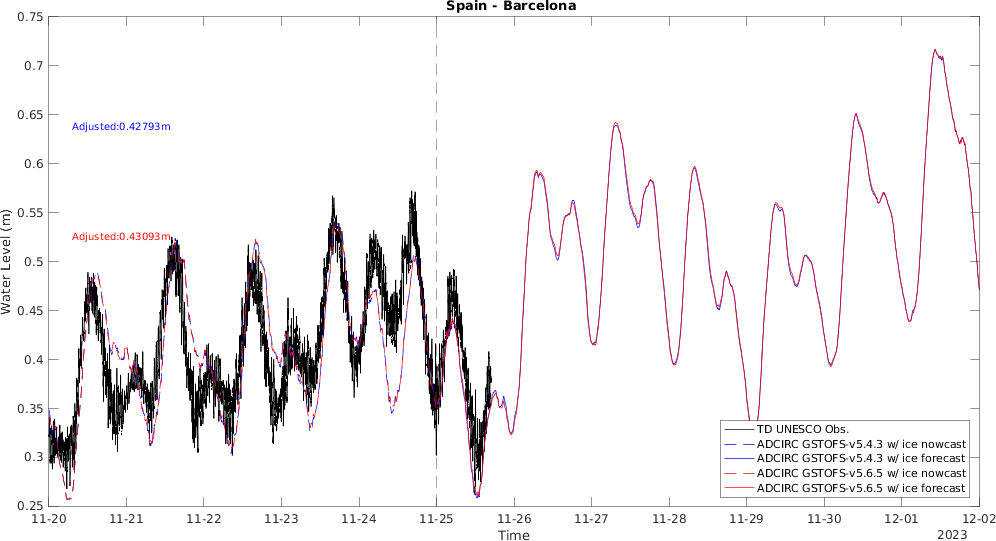 Spain - Barcelona
0.75
0.7
0.65
0.6
0.55
0.5
0.45
0.4
0.35
0.3
0.25
Water Level (m)
Adjusted:0.42793m
Adjusted:0.43093m
TD UNESCO Obs.
ADCIRC GSTOFS-v5.4.3 w/ ice nowcast
ADCIRC GSTOFS-v5.4.3 w/ ice forecast
ADCIRC GSTOFS-v5.6.5 w/ ice nowcast
ADCIRC GSTOFS-v5.6.5 w/ ice forecast
11-20 11-21 11-22 11-23 11-24 11-25 11-26 11-27 11-28 11-29 11-30 12-01 12-02
Time
2023